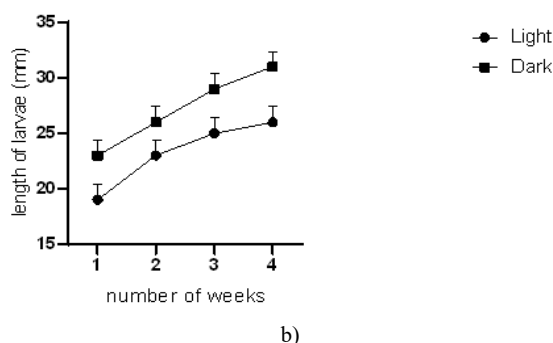 35
30
25
20
15
length of larvae (mm)
1 2 3 4
number of weeks
Light
Dark
b)